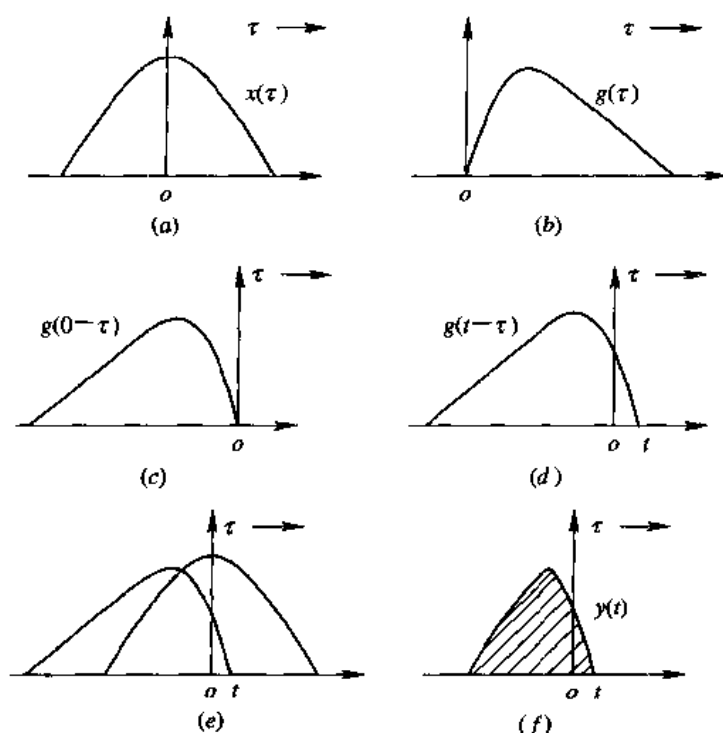 τ τ
x(τ) g(τ)
o o
(a) (b)
τ τ
g(0−τ) g(t−τ)
o o t
(c) (d)
τ τ
y(t)
o t o t
(e) (f)